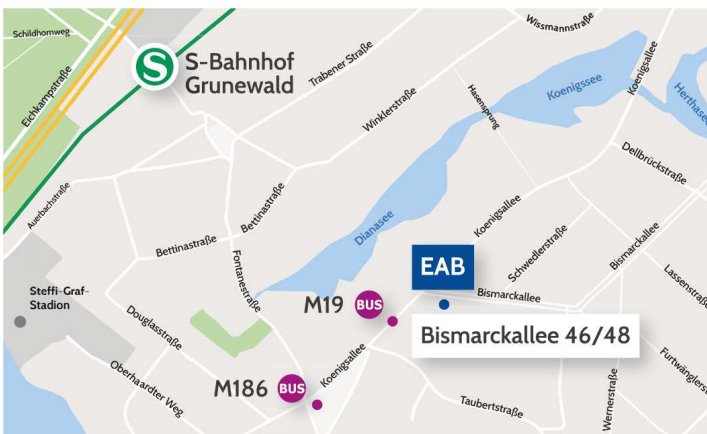 Schildhornweg
Eichkampstraße
S
S-Bahnhof
Grunewald
Trabener Straße
Wissmannstraße
Koenigsallee
Koenigssee
Herthasee
Hasensprung
Winklerstraße
Dellbrückstraße
Auerbachstraße
Bettinastraße
Bettinastraße
Dianasee
Koenigsallee
Schwedlerstraße
Bismarckallee
Lassenstraße
Fontanestraße
EAB
Bismarckallee
Steffi-Graf-
Stadion
M19
BUS
Bismarckallee 46/48
Douglasstraße
Oberhaardter Weg
M186
BUS
Koenigsallee
Taubertstraße
Wernerstraße
Furtwänglers